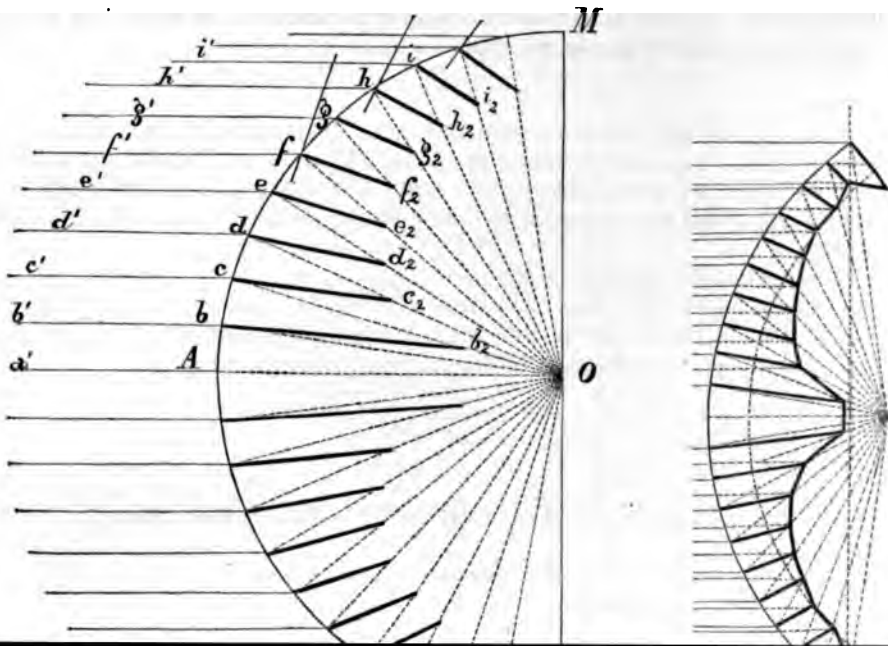 M
i' i
h' h
g' g i₂
h₂
f' f g₂
e' e f₂
e₂
d' d d₂
c' c c₂
b' b b₂
a' A O